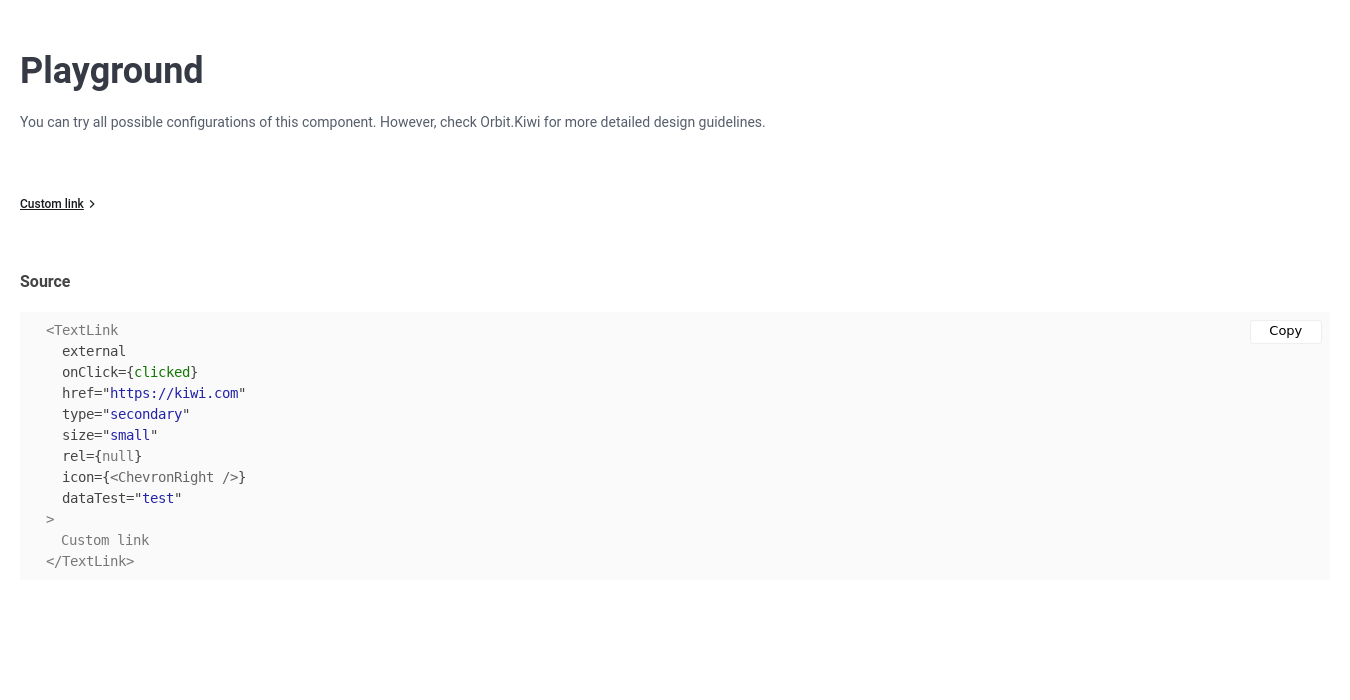 Playground
You can try all possible configurations of this component. However, check Orbit.Kiwi for more detailed design guidelines.
Custom link
Source
Copy
<TextLink
  external
  onClick={clicked}
  href="https://kiwi.com"
  type="secondary"
  size="small"
  rel={null}
  icon={<ChevronRight />}
  dataTest="test"
>
  Custom link
</TextLink>